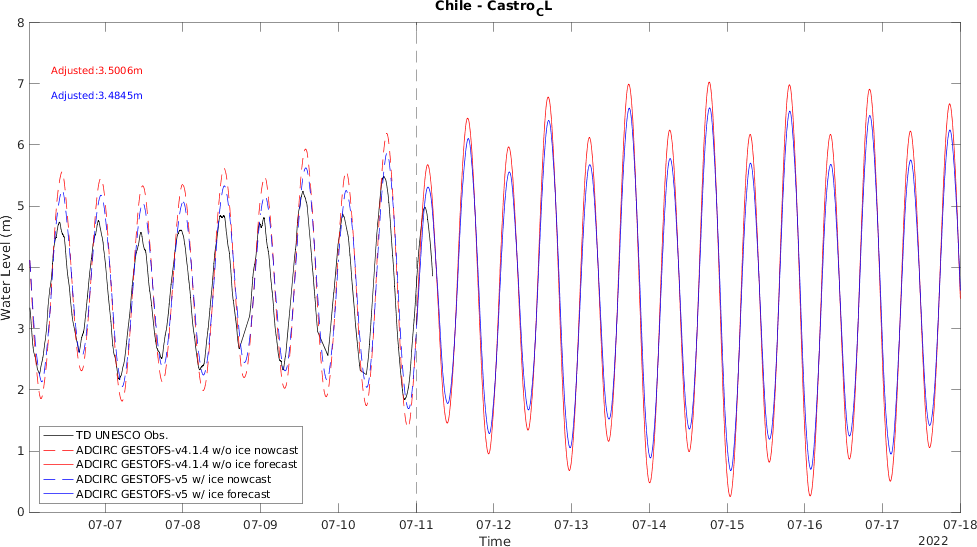 Chile - Castro_CL
8
Adjusted:3.5006m
Adjusted:3.4845m
7
6
5
4
3
2
1
0
Water Level (m)
TD UNESCO Obs.
ADCIRC GESTOFS-v4.1.4 w/o ice nowcast
ADCIRC GESTOFS-v4.1.4 w/o ice forecast
ADCIRC GESTOFS-v5 w/ ice nowcast
ADCIRC GESTOFS-v5 w/ ice forecast
07-07 07-08 07-09 07-10 07-11 07-12 07-13 07-14 07-15 07-16 07-17 07-18
Time
2022